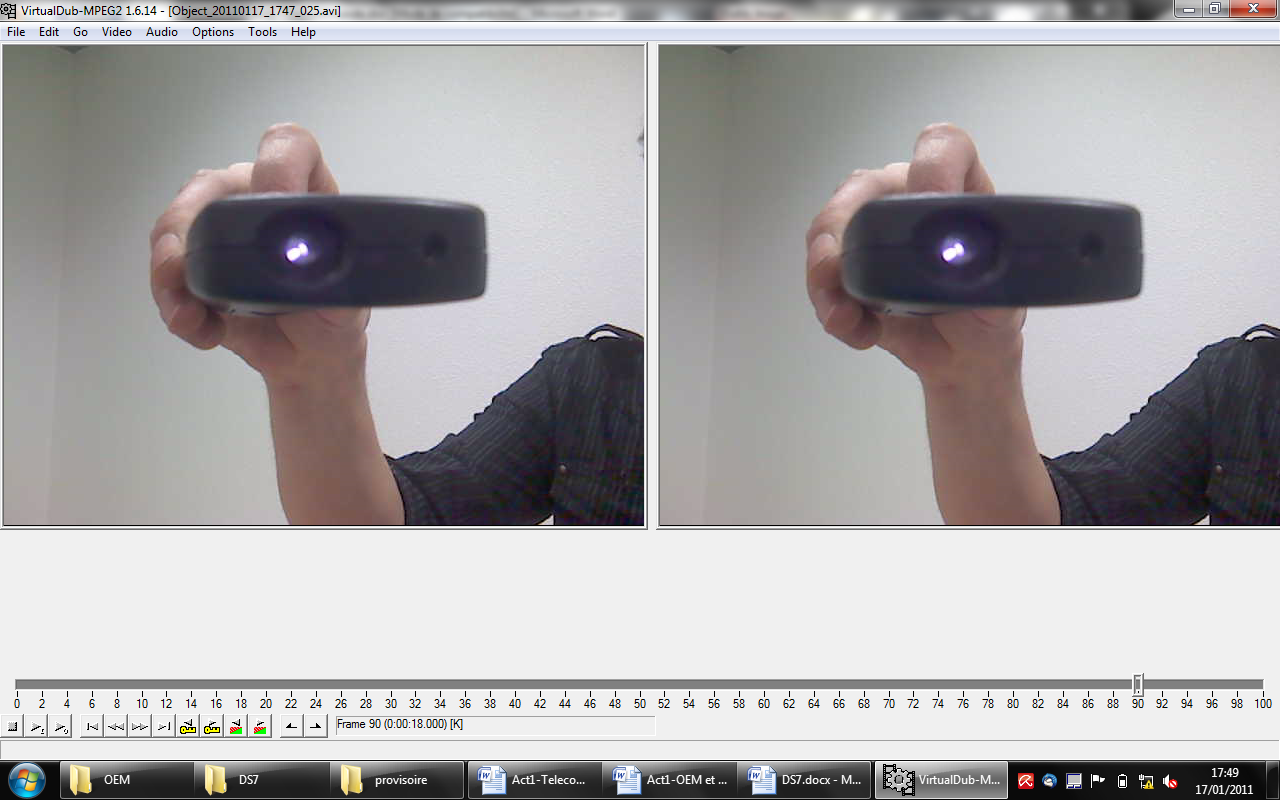 VirtualDub-MPEG2 1.6.14 - [Object_20110117_1747_025.avi]
File Edit Go Video Audio Options Tools Help
0 2 4 6 8 10 12 14 16 18 20 22 24 26 28 30 32 34 36 38 40 42 44 46 48 50 52 54 56 58 60 62 64 66 68 70 72 74 76 78 80 82 84 86 88 90 92 94 96 98 100
Frame 90 (0:00:18.000) [K]
OEM DS7 provisoire Act1-Teleco... Act1-OEM et ... DS7.docx - M... VirtualDub-M... 17:49
17/01/2011